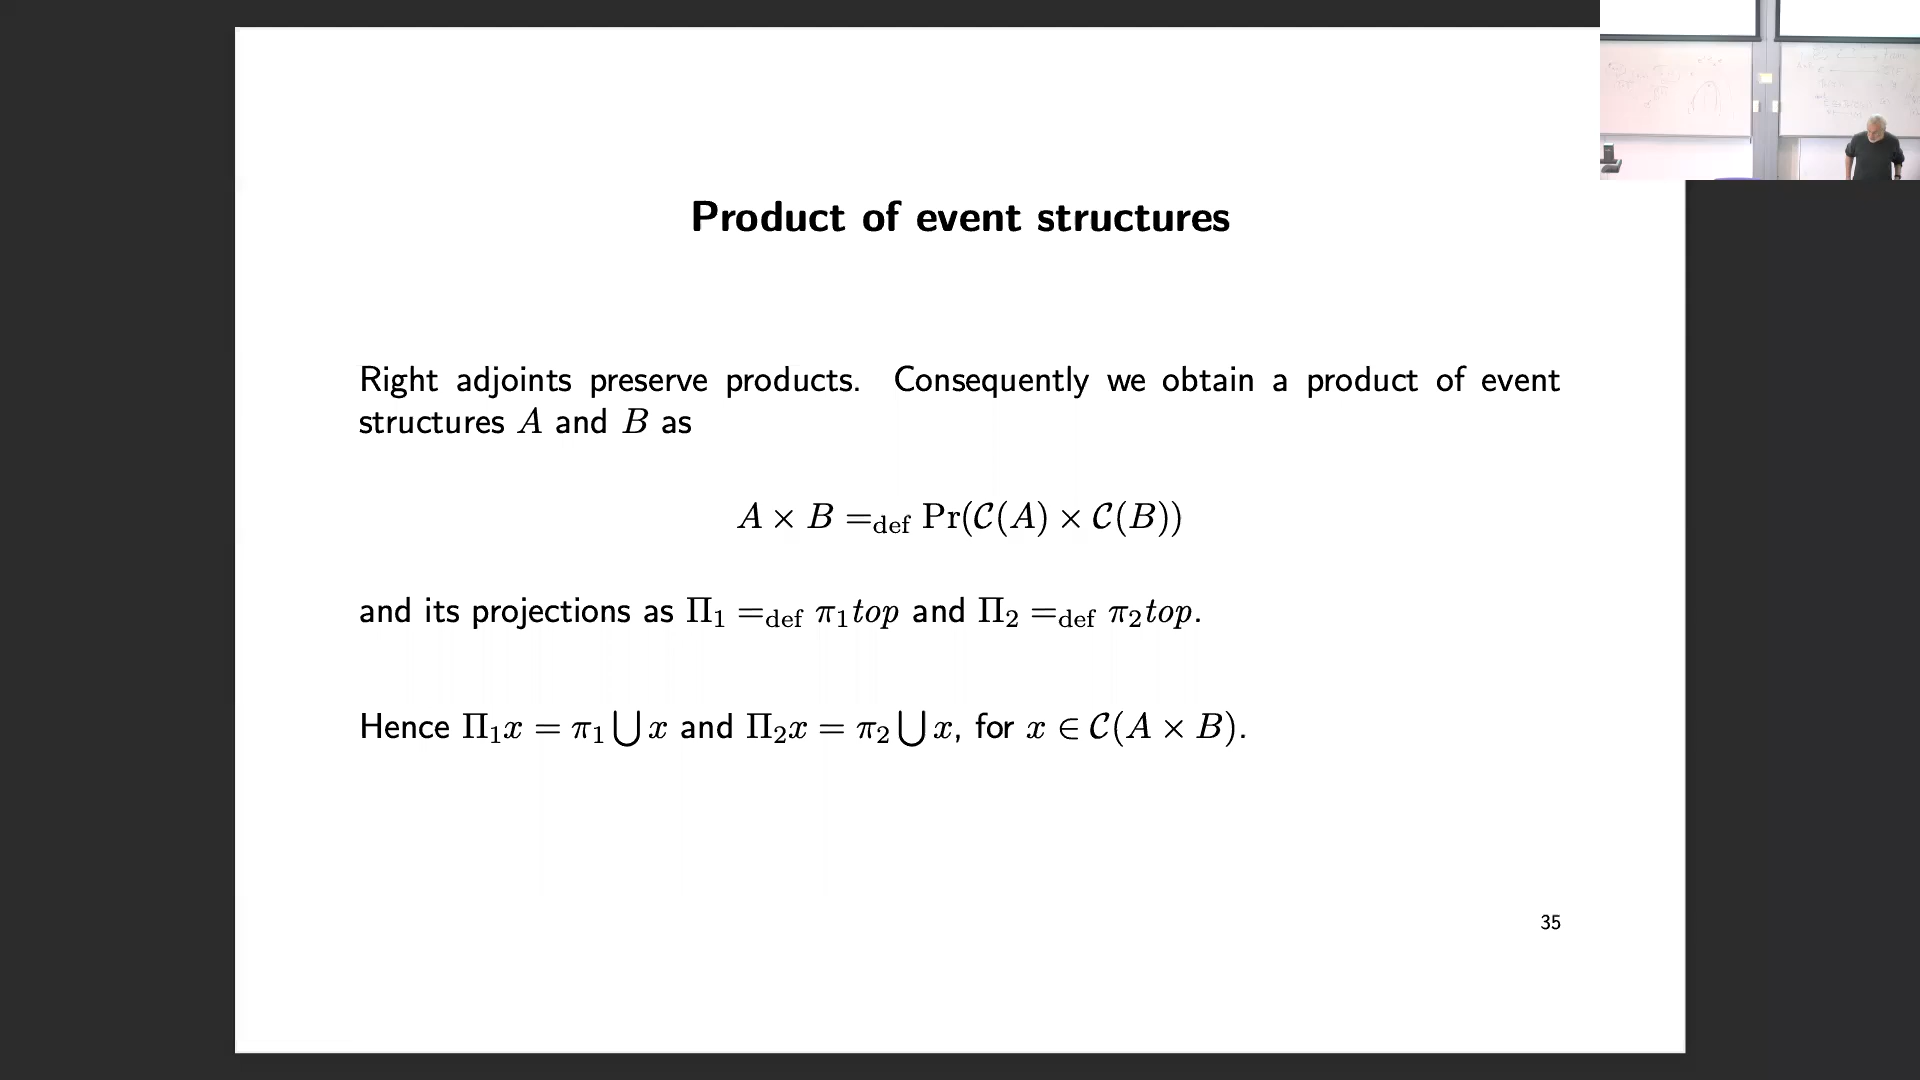 Product of event structures
Right adjoints preserve products. Consequently we obtain a product of event
structures A and B as
A × B =def Pr(𝒞(A) × 𝒞(B))
and its projections as Π₁ =def π₁top and Π₂ =def π₂top.
Hence Π₁x = π₁⋃x and Π₂x = π₂⋃x, for x ∈ 𝒞(A × B).
35